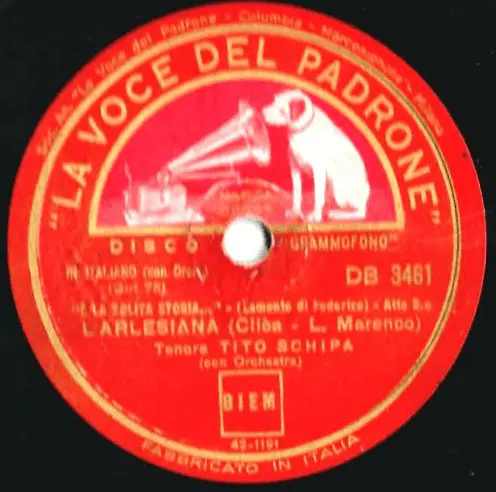 Soc. An. "La Voce del Padrone - Columbia - Marconiphone - Milano
"LA VOCE DEL PADRONE"
DISCO "GRAMMOFONO"
IN ITALIANO (con Orch.)
DB 3461
"È LA SOLITA STORIA..." - (Lamento di Federico) - Atto
L'ARLESIANA (Cilèa - L. Marenco)
Tenore TITO SCHIPA
(con Orchestra)
BIEM
42-1191
FABBRICATO IN ITALIA